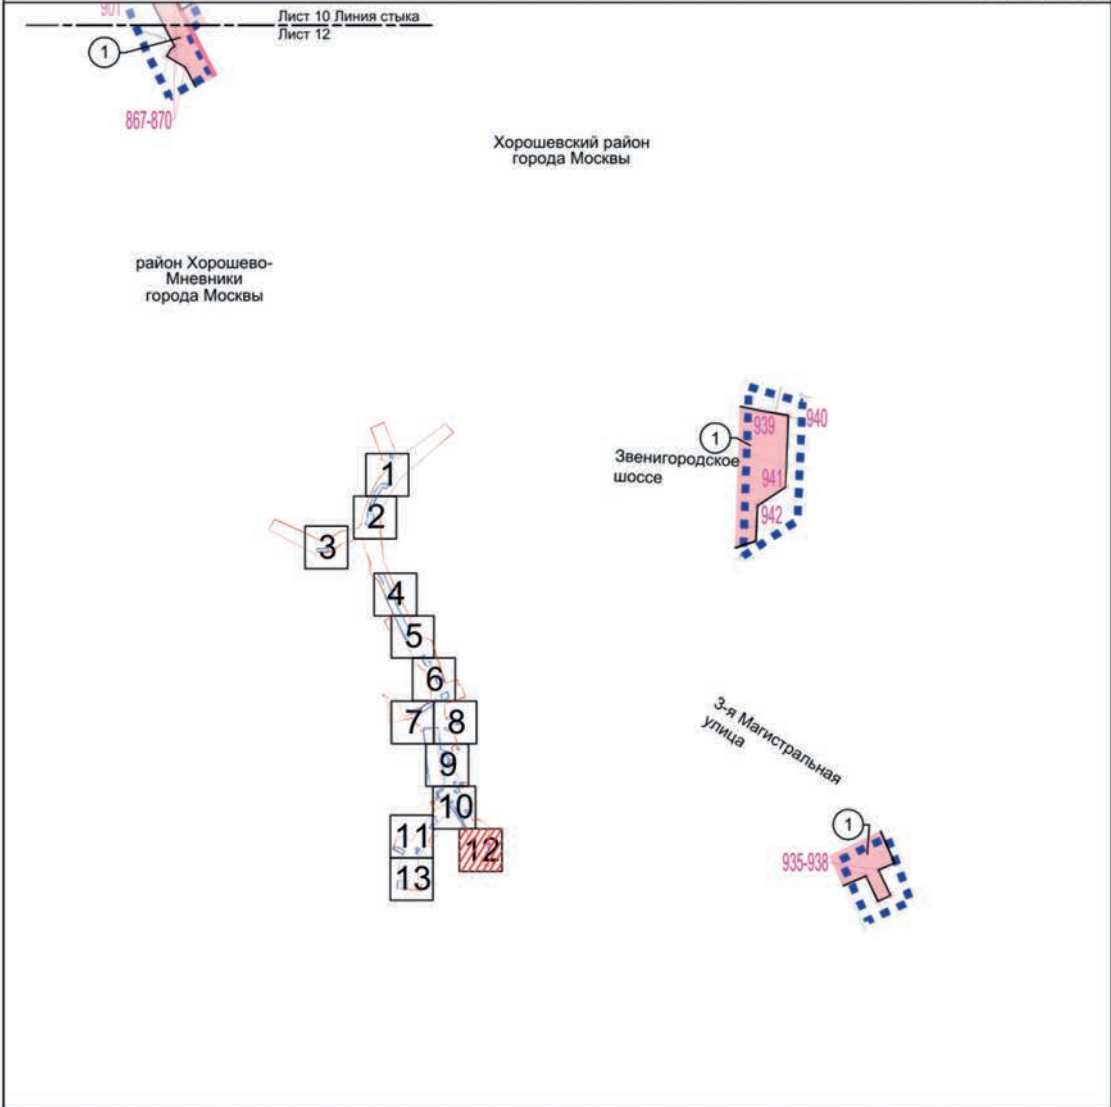 901
Лист 10 Линия стыка
Лист 12
1
867-870
Хорошевский район
города Москвы
район Хорошево-
Мневники
города Москвы
939
940
1
Звенигородское
шоссе
941
942
1
2
3
4
5
6
7
8
9
10
11
12
13
3-я Магистральная
улица
1
935-938